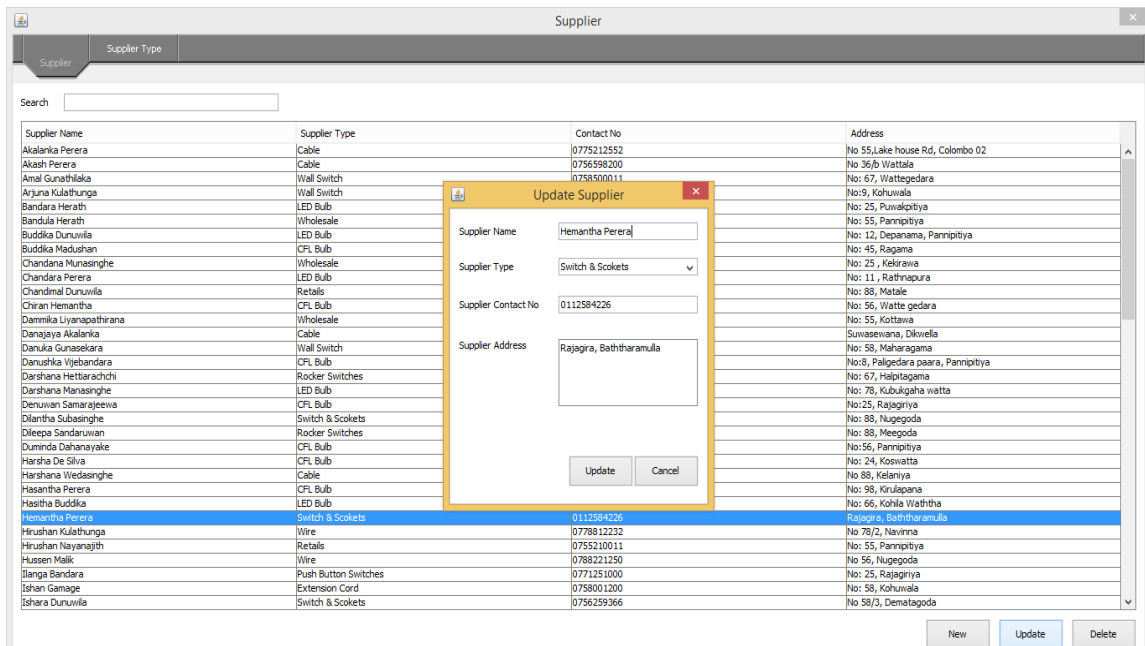 Supplier
Supplier Supplier Type
Search
Supplier Name Supplier Type Contact No Address
Akalanka Perera Cable 0775212552 No 55,Lake house Rd, Colombo 02
Akash Perera Cable 0756598200 No 36/b Wattala
Amal Gunathilaka Wall Switch 0758500011 No: 67, Wattegedara
Arjuna Kulathunga Wall Switch No:9, Kohuwala
Bandara Herath LED Bulb No: 25, Puwakpitiya
Bandula Herath Wholesale No: 55, Pannipitiya
Buddika Dunuwila LED Bulb No: 12, Depanama, Pannipitiya
Buddika Madushan CFL Bulb No: 45, Ragama
Chandana Munasinghe Wholesale No: 25 , Kekirawa
Chandara Perera LED Bulb No: 11 , Rathnapura
Chandimal Dunuwila Retails No: 88, Matale
Chiran Hemantha CFL Bulb No: 56, Watte gedara
Dammika Liyanapathirana Wholesale No: 55, Kottawa
Danajaya Akalanka Cable Suwasewana, Dikwella
Danuka Gunasekara Wall Switch No: 58, Maharagama
Danushka Wijebandara CFL Bulb No:8, Paligedara paara, Pannipitiya
Darshana Hettiarachchi Rocker Switches No: 67, Halpitagama
Darshana Manasinghe LED Bulb No: 78, Kubukgaha watta
Denuwan Samarajeewa CFL Bulb No:25, Rajagiriya
Dilantha Subasinghe Switch & Scokets No: 88, Nugegoda
Dileepa Sandaruwan Rocker Switches No: 88, Meegoda
Duminda Dahanayake CFL Bulb No:56, Pannipitiya
Harsha De Silva CFL Bulb No: 24, Koswatta
Harshana Wedasinghe Cable No 88, Kelaniya
Hasantha Perera CFL Bulb No: 98, Kirulapana
Hasitha Buddika LED Bulb No: 66, Kohila Waththa
Hemantha Perera Switch & Scokets 0112584226 Rajagira, Baththaramulla
Hirushan Kulathunga Wire 0778812232 No 78/2, Navinna
Hirushan Nayanajith Retails 0755210011 No: 55, Pannipitiya
Hussen Malik Wire 0788221250 No 56, Nugegoda
Ilanga Bandara Push Button Switches 0771251000 No: 25, Rajagiriya
Ishan Gamage Extension Cord 0758001200 No: 58, Kohuwala
Ishara Dunuwila Switch & Scokets 0756259366 No 58/3, Dematagoda
Update Supplier
Supplier Name Hemantha Perera
Supplier Type Switch & Scokets
Supplier Contact No 0112584226
Supplier Address Rajagira, Baththaramulla
Update Cancel
New Update Delete